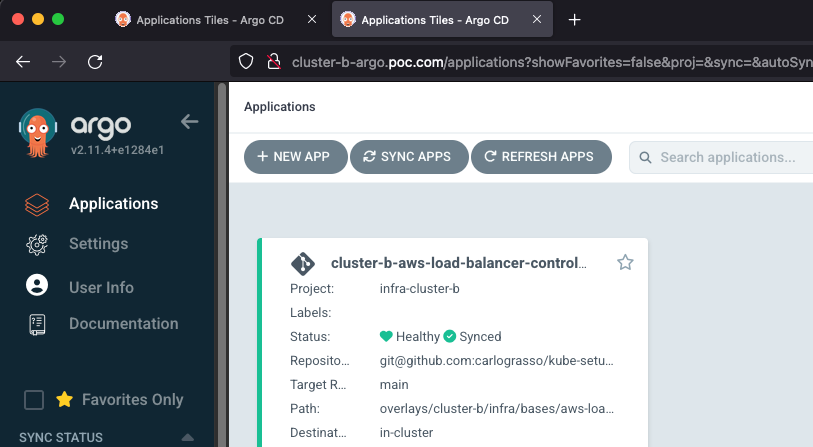 Applications Tiles - Argo CD
Applications Tiles - Argo CD
cluster-b-argo.poc.com/applications?showFavorites=false&proj=&sync=&autoSyn
argo
v2.11.4+e1284e1
Applications
Settings
User Info
Documentation
Favorites Only
SYNC STATUS
Applications
+ NEW APP SYNC APPS REFRESH APPS Search applications...
cluster-b-aws-load-balancer-control...
Project: infra-cluster-b
Labels:
Status: Healthy Synced
Reposito... git@github.com:carlograsso/kube-setu...
Target R... main
Path: overlays/cluster-b/infra/bases/aws-loa...
Destinat... in-cluster